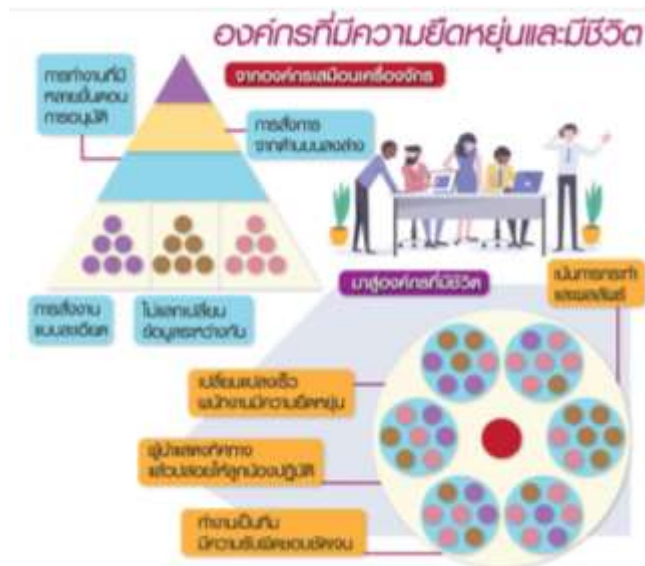 องค์กรที่มีความยืดหยุ่นและมีชีวิต
จากองค์กรเสมือนเครื่องจักร
การทำงานที่มี
หลายขั้นตอน
การอนุมัติ
การสั่งการ
จากด้านบนลงล่าง
การสั่งงาน
แบบละเอียด
ไม่แลกเปลี่ยน
ข้อมูลระหว่างกัน
มาสู่องค์กรที่มีชีวิต
เน้นการกระทำ
และผลลัพธ์
เปลี่ยนแปลงเร็ว
พนักงานมีความยืดหยุ่น
ผู้นำแสดงทิศทาง
แล้วปล่อยให้ลูกน้องปฏิบัติ
ทำงานเป็นทีม
มีความรับผิดชอบชัดเจน